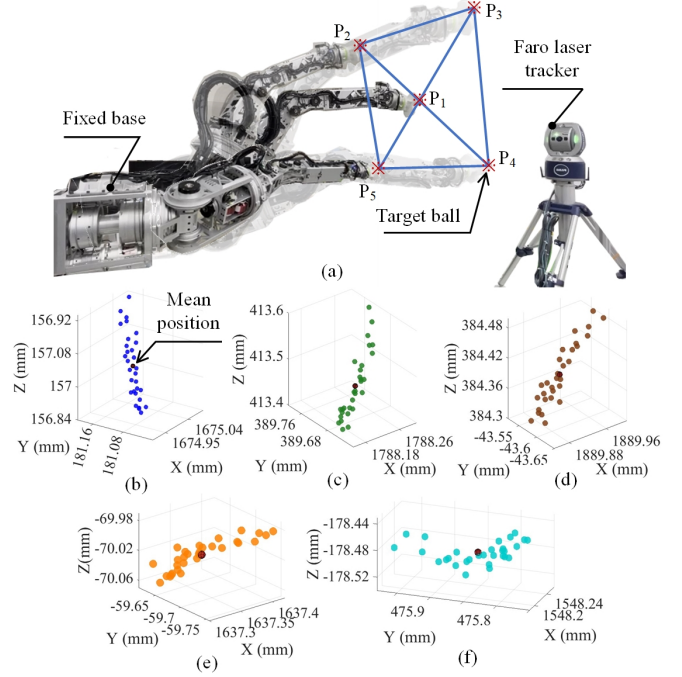 P3
P2
Faro laser
tracker
P1
Fixed base
P4
P5
Target ball
(a)
Mean
position
156.92
157.08
157
156.84
Z (mm)
181.16
181.08
Y (mm)
1675.04
1674.95
X (mm)
(b)
413.6
413.5
413.4
Z (mm)
389.76
389.68
Y (mm)
1788.26
1788.18
X (mm)
(c)
384.48
384.42
384.36
384.3
Z (mm)
-43.55
-43.6
-43.65
Y (mm)
1889.96
1889.88
X (mm)
(d)
-69.98
-70.02
-70.06
Z(mm)
-59.65
-59.7
-59.75
Y (mm)
1637.4
1637.35
1637.3
X (mm)
(e)
-178.44
-178.48
-178.52
Z (mm)
475.9
475.8
Y (mm)
1548.24
1548.2
X (mm)
(f)